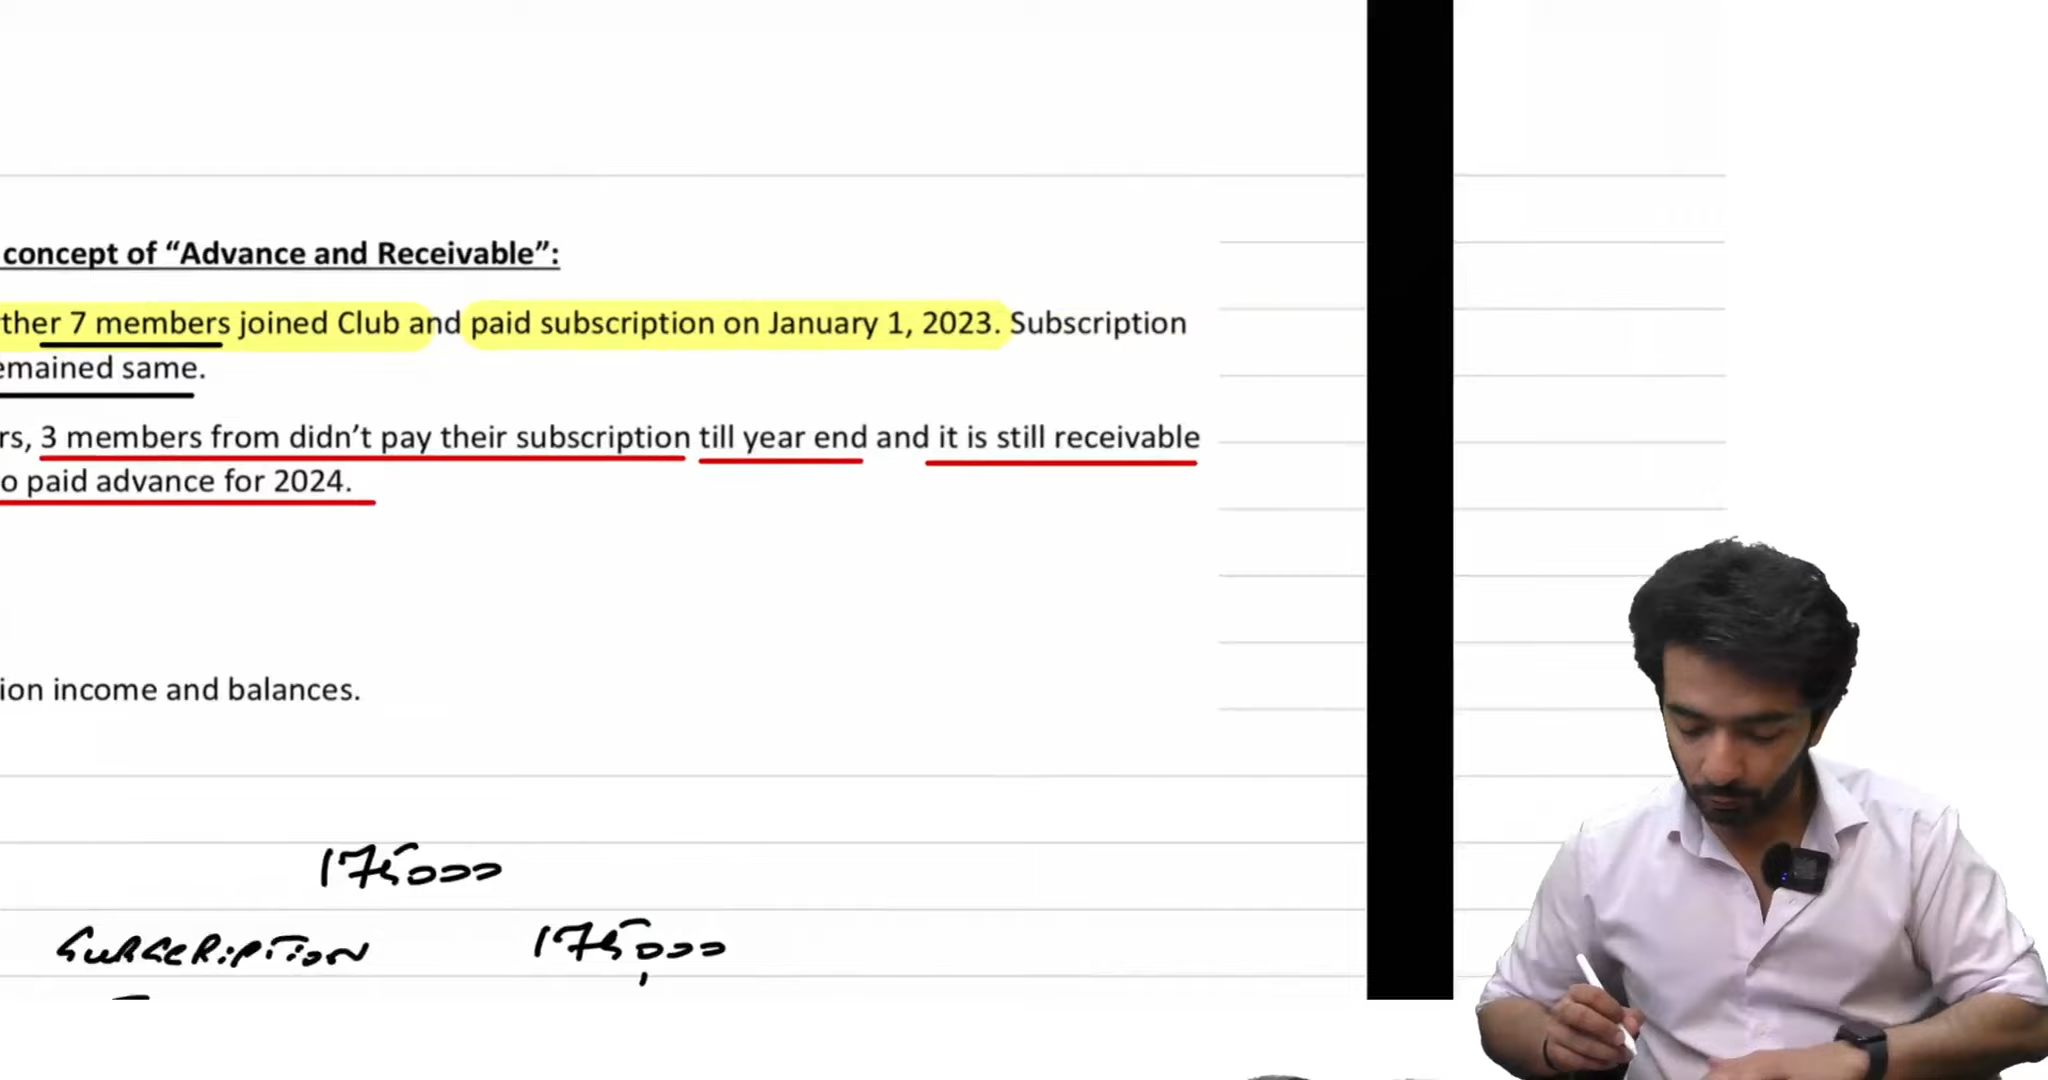 concept of “Advance and Receivable”:
ther 7 members joined Club and paid subscription on January 1, 2023. Subscription
emained same.
rs, 3 members from didn’t pay their subscription till year end and it is still receivable
o paid advance for 2024.
ion income and balances.
175000
SUBSCRIPTION 175,000